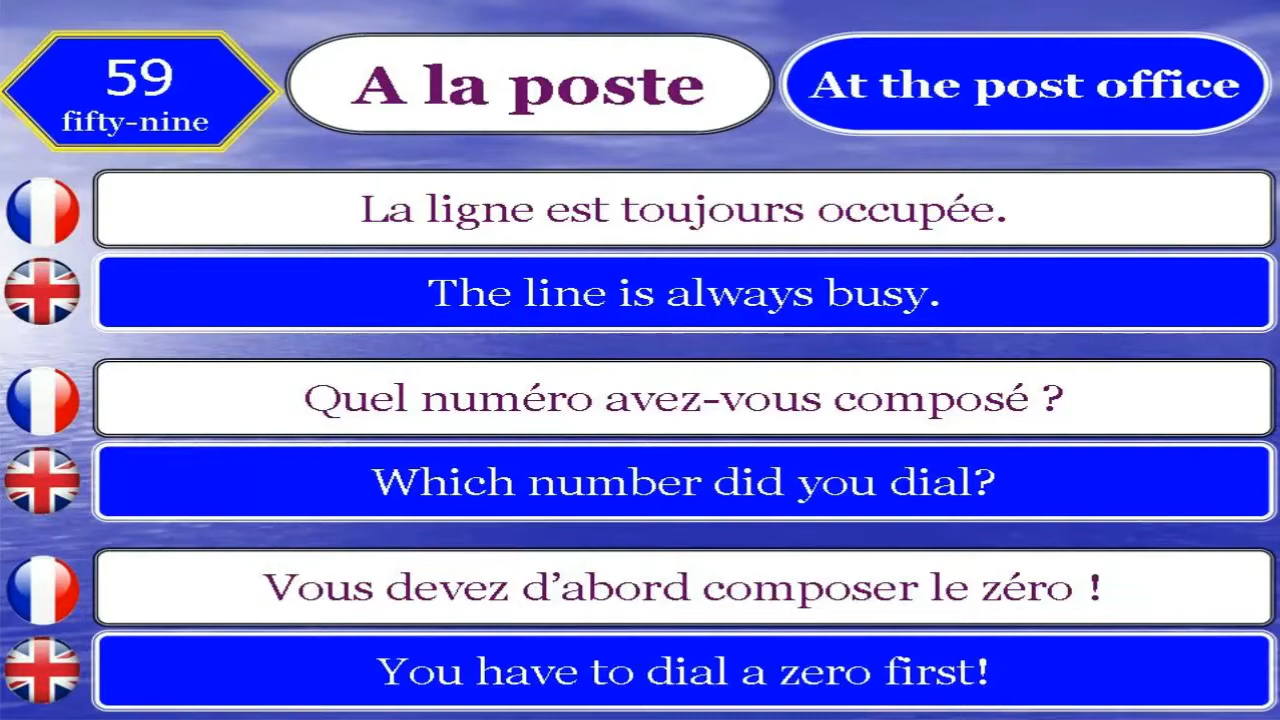 59
fifty-nine
A la poste
At the post office
La ligne est toujours occupée.
The line is always busy.
Quel numéro avez-vous composé ?
Which number did you dial?
Vous devez d’abord composer le zéro !
You have to dial a zero first!